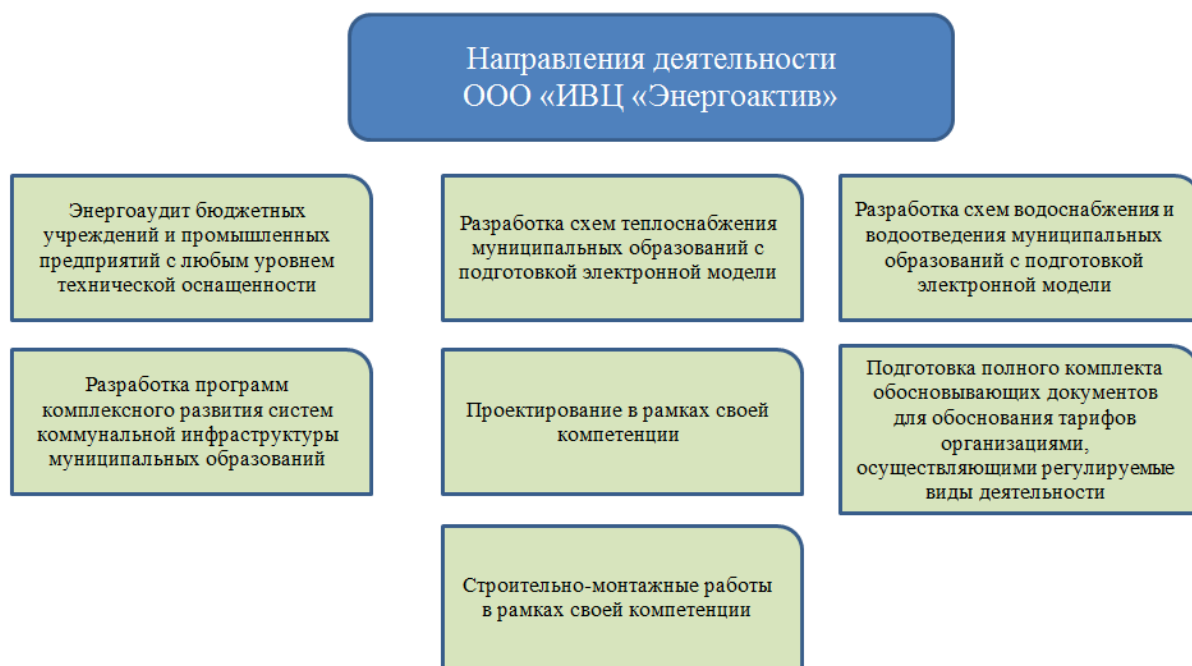 Направления деятельности
ООО «ИВЦ «Энергоактив»
Энергоаудит бюджетных
учреждений и промышленных
предприятий с любым уровнем
технической оснащенности
Разработка схем теплоснабжения
муниципальных образований с
подготовкой электронной модели
Разработка схем водоснабжения и
водоотведения муниципальных
образований с подготовкой
электронной модели
Разработка программ
комплексного развития систем
коммунальной инфраструктуры
муниципальных образований
Проектирование в рамках своей
компетенции
Подготовка полного комплекта
обосновывающих документов
для обоснования тарифов
организациями,
осуществляющими регулируемые
виды деятельности
Строительно-монтажные работы
в рамках своей компетенции